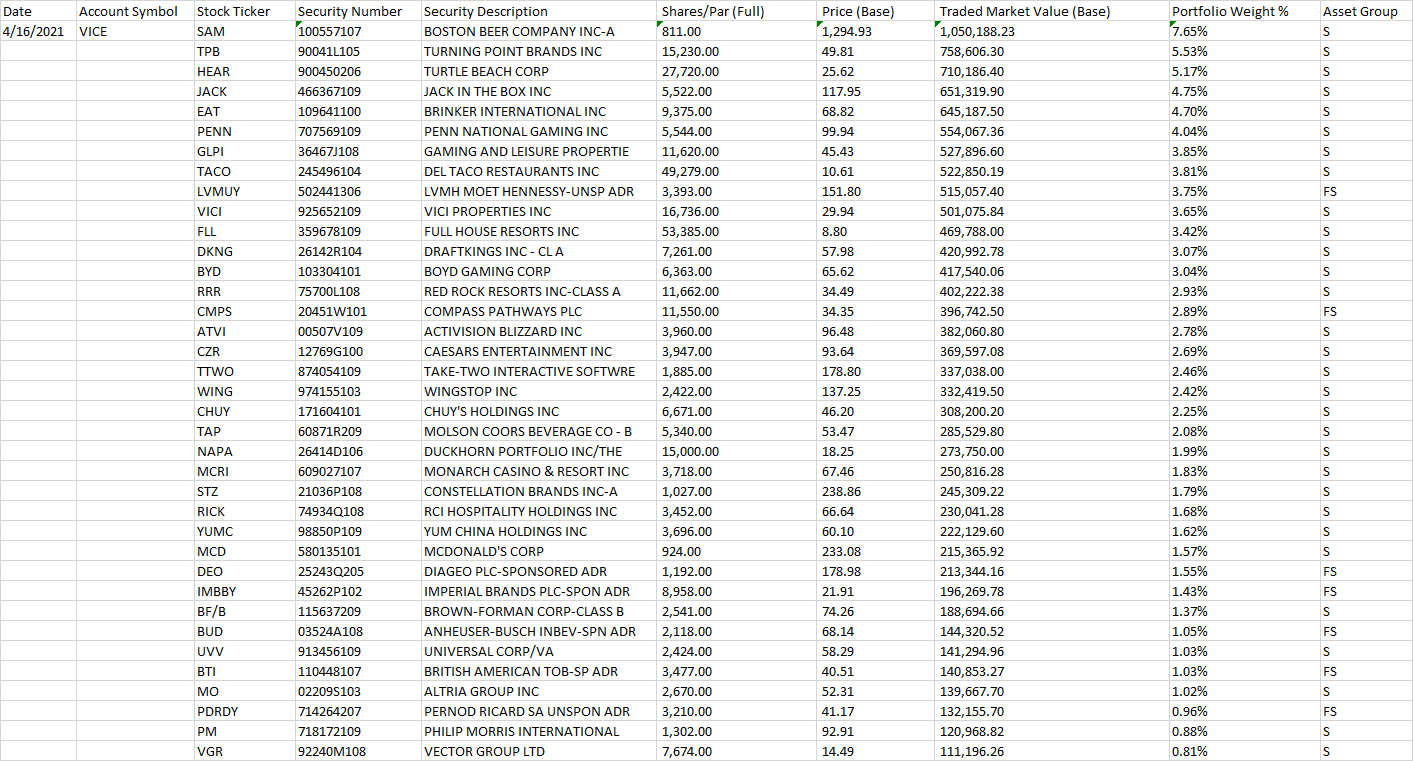 Date Account Symbol Stock Ticker Security Number Security Description Shares/Par (Full) Price (Base) Traded Market Value (Base) Portfolio Weight % Asset Group
4/16/2021 VICE SAM 100557107 BOSTON BEER COMPANY INC-A 811.00 1,294.93 1,050,188.23 7.65% S
TPB 90041L105 TURNING POINT BRANDS INC 15,230.00 49.81 758,606.30 5.53% S
HEAR 900450206 TURTLE BEACH CORP 27,720.00 25.62 710,186.40 5.17% S
JACK 466367109 JACK IN THE BOX INC 5,522.00 117.95 651,319.90 4.75% S
EAT 109641100 BRINKER INTERNATIONAL INC 9,375.00 68.82 645,187.50 4.70% S
PENN 707569109 PENN NATIONAL GAMING INC 5,544.00 99.94 554,067.36 4.04% S
GLPI 36467J108 GAMING AND LEISURE PROPERTIE 11,620.00 45.43 527,896.60 3.85% S
TACO 245496104 DEL TACO RESTAURANTS INC 49,279.00 10.61 522,850.19 3.81% S
LVMUY 502441306 LVMH MOET HENNESSY-UNSP ADR 3,393.00 151.80 515,057.40 3.75% FS
VICI 925652109 VICI PROPERTIES INC 16,736.00 29.94 501,075.84 3.65% S
FLL 359678109 FULL HOUSE RESORTS INC 53,385.00 8.80 469,788.00 3.42% S
DKNG 26142R104 DRAFTKINGS INC - CL A 7,261.00 57.98 420,992.78 3.07% S
BYD 103304101 BOYD GAMING CORP 6,363.00 65.62 417,540.06 3.04% S
RRR 75700L108 RED ROCK RESORTS INC-CLASS A 11,662.00 34.49 402,222.38 2.93% S
CMPS 20451W101 COMPASS PATHWAYS PLC 11,550.00 34.35 396,742.50 2.89% FS
ATVI 00507V109 ACTIVISION BLIZZARD INC 3,960.00 96.48 382,060.80 2.78% S
CZR 12769G100 CAESARS ENTERTAINMENT INC 3,947.00 93.64 369,597.08 2.69% S
TTWO 874054109 TAKE-TWO INTERACTIVE SOFTWRE 1,885.00 178.80 337,038.00 2.46% S
WING 974155103 WINGSTOP INC 2,422.00 137.25 332,419.50 2.42% S
CHUY 171604101 CHUY'S HOLDINGS INC 6,671.00 46.20 308,200.20 2.25% S
TAP 60871R209 MOLSON COORS BEVERAGE CO - B 5,340.00 53.47 285,529.80 2.08% S
NAPA 26414D106 DUCKHORN PORTFOLIO INC/THE 15,000.00 18.25 273,750.00 1.99% S
MCRI 609027107 MONARCH CASINO & RESORT INC 3,718.00 67.46 250,816.28 1.83% S
STZ 21036P108 CONSTELLATION BRANDS INC-A 1,027.00 238.86 245,309.22 1.79% S
RICK 74934Q108 RCI HOSPITALITY HOLDINGS INC 3,452.00 66.64 230,041.28 1.68% S
YUMC 98850P109 YUM CHINA HOLDINGS INC 3,696.00 60.10 222,129.60 1.62% S
MCD 580135101 MCDONALD'S CORP 924.00 233.08 215,365.92 1.57% S
DEO 25243Q205 DIAGEO PLC-SPONSORED ADR 1,192.00 178.98 213,344.16 1.55% FS
IMBBY 45262P102 IMPERIAL BRANDS PLC-SPON ADR 8,958.00 21.91 196,269.78 1.43% FS
BF/B 115637209 BROWN-FORMAN CORP-CLASS B 2,541.00 74.26 188,694.66 1.37% S
BUD 03524A108 ANHEUSER-BUSCH INBEV-SPN ADR 2,118.00 68.14 144,320.52 1.05% FS
UVV 913456109 UNIVERSAL CORP/VA 2,424.00 58.29 141,294.96 1.03% S
BTI 110448107 BRITISH AMERICAN TOB-SP ADR 3,477.00 40.51 140,853.27 1.03% FS
MO 02209S103 ALTRIA GROUP INC 2,670.00 52.31 139,667.70 1.02% S
PDRDY 714264207 PERNOD RICARD SA UNSPON ADR 3,210.00 41.17 132,155.70 0.96% FS
PM 718172109 PHILIP MORRIS INTERNATIONAL 1,302.00 92.91 120,968.82 0.88% S
VGR 92240M108 VECTOR GROUP LTD 7,674.00 14.49 111,196.26 0.81% S